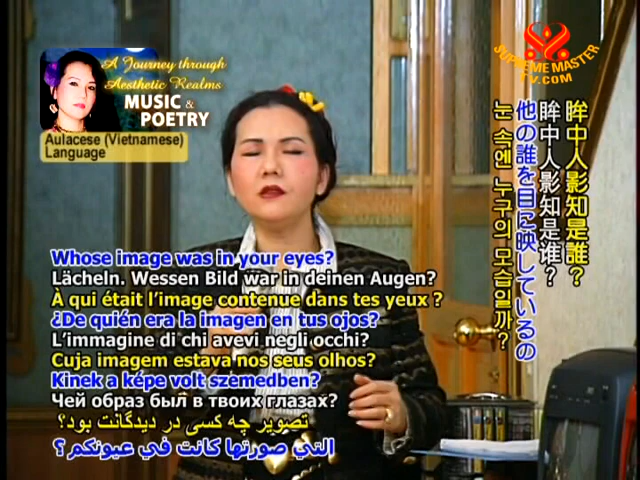 A Journey through
Aesthetic Realms
MUSIC &
POETRY
Aulacese (Vietnamese)
Language
SUPREME MASTER
TV.COM
眸中人影知是誰？
眸中人影知是谁？
他の誰を目に映しているの
눈 속엔 누구의 모습일까？
Whose image was in your eyes?
Lächeln. Wessen Bild war in deinen Augen?
À qui était l'image contenue dans tes yeux ?
¿De quién era la imagen en tus ojos?
L'immagine di chi avevi negli occhi?
Cuja imagem estava nos seus olhos?
Kinek a képe volt szemedben?
Чей образ был в твоих глазах?
تصویر چه کسی در دیدگانت بود؟
التي صورتها كانت في عيونكم؟